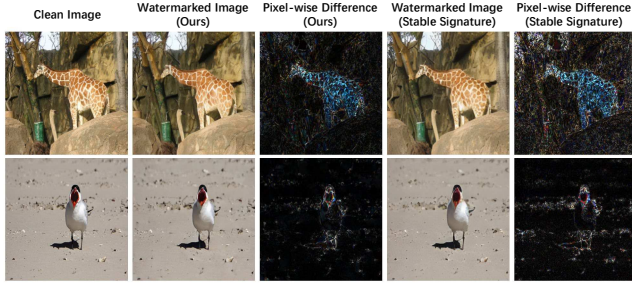 Clean Image
Watermarked Image
(Ours)
Pixel-wise Difference
(Ours)
Watermarked Image
(Stable Signature)
Pixel-wise Difference
(Stable Signature)